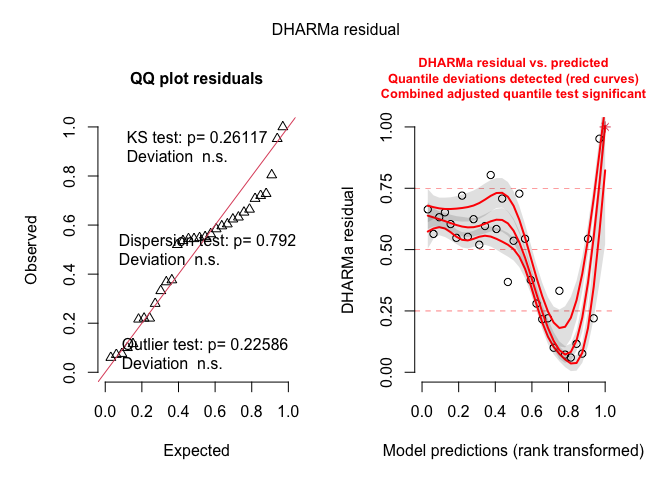 DHARMa residual
QQ plot residuals
KS test: p= 0.26117
Deviation n.s.
Dispersion test: p= 0.792
Deviation n.s.
Outlier test: p= 0.22586
Deviation n.s.
Observed
0.0 0.2 0.4 0.6 0.8 1.0
0.0 0.2 0.4 0.6 0.8 1.0
Expected
DHARMa residual vs. predicted
Quantile deviations detected (red curves)
Combined adjusted quantile test significant
DHARMa residual
0.00 0.25 0.50 0.75 1.00
0.0 0.2 0.4 0.6 0.8 1.0
Model predictions (rank transformed)